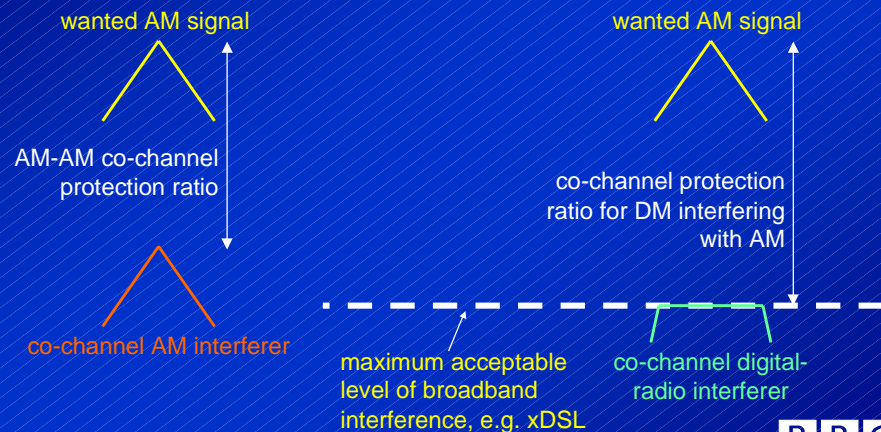 wanted AM signal
AM-AM co-channel
protection ratio
co-channel AM interferer
wanted AM signal
co-channel protection
ratio for DM interfering
with AM
maximum acceptable
level of broadband
interference, e.g. xDSL
co-channel digital-
radio interferer